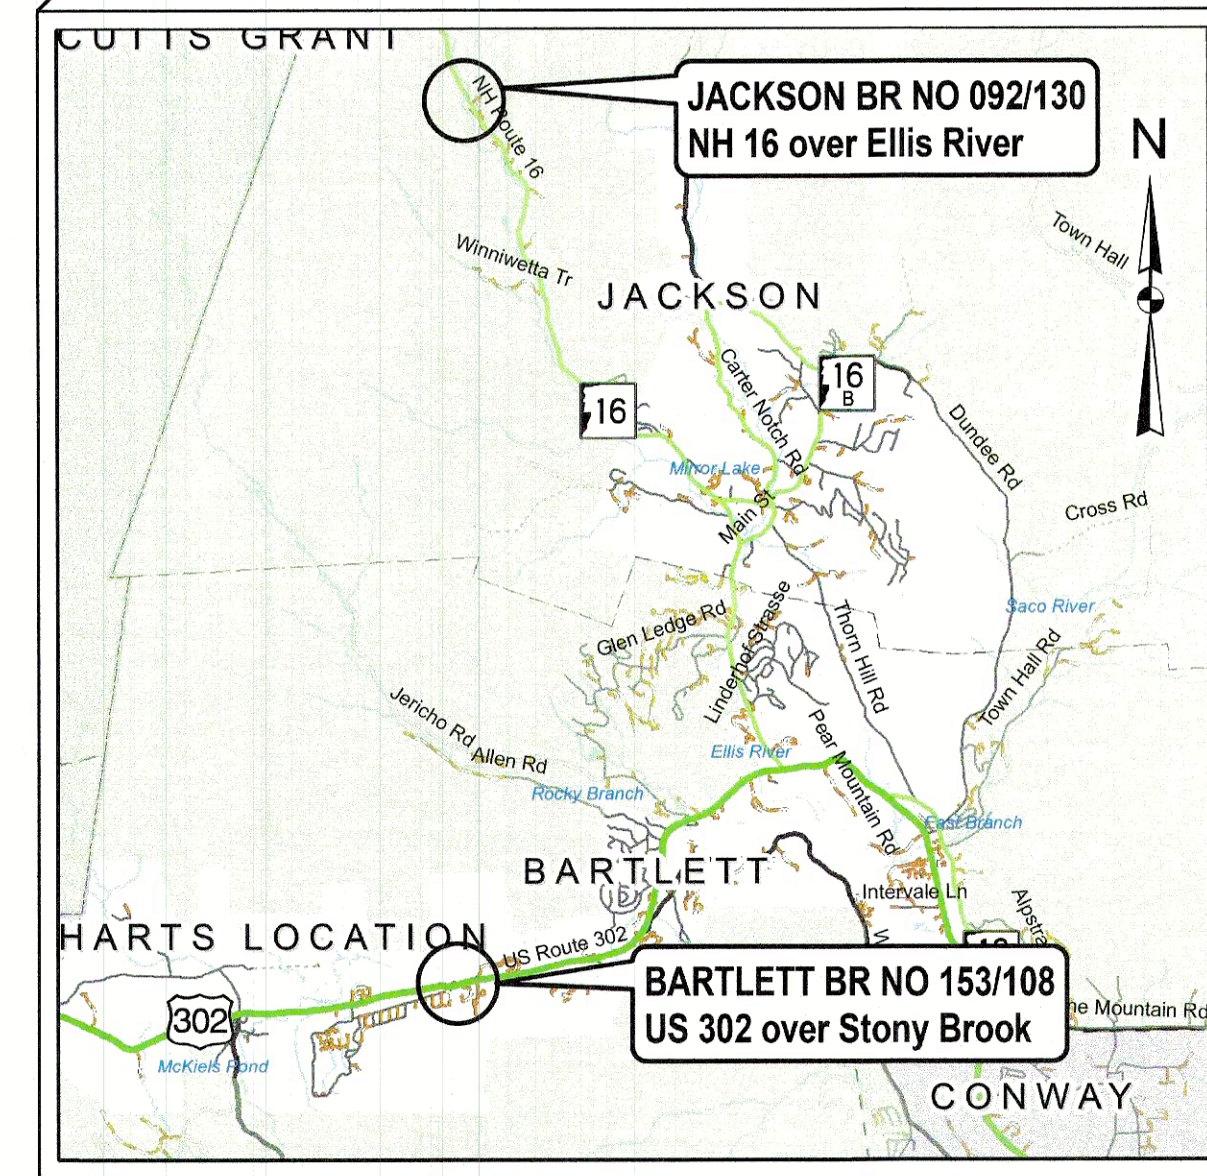 CUTTS GRANT
JACKSON BR NO 092/130
NH 16 over Ellis River
N
NH Route 16
Town Hall
Winniwetta Tr
JACKSON
16
16
B
Carter Notch Rd
Dundee Rd
Mirror Lake
Main St
Cross Rd
Saco River
Glen Ledge Rd
Linderhof Strasse
Thorn Hill Rd
Town Hall Rd
Jericho Rd
Allen Rd
Ellis River
Pear Mountain Rd
Rocky Branch
East Branch
BARTLETT
Intervale Ln
HARTS LOCATION
US Route 302
W
Alpstra
BARTLETT BR NO 153/108
US 302 over Stony Brook
302
ne Mountain Rd
McKiels Pond
CONWAY